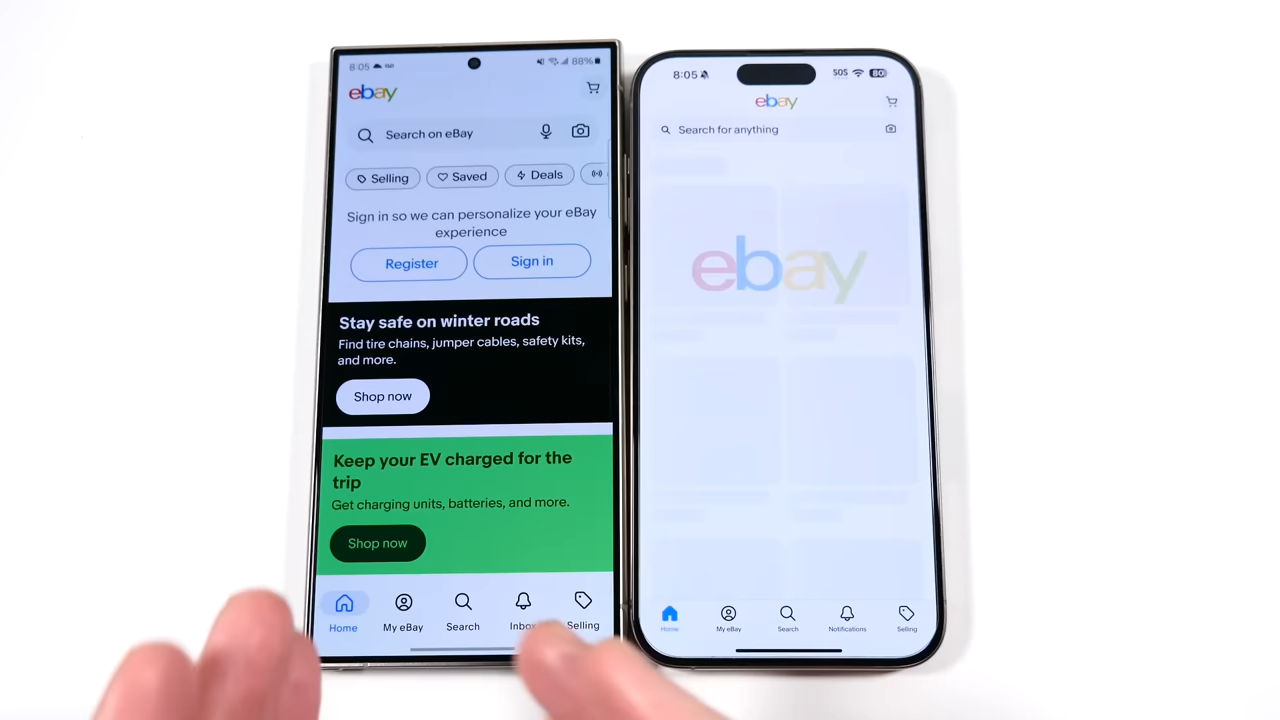 8:05
88%
ebay
Search on eBay
Selling
Saved
Deals
Sign in so we can personalize your eBay
experience
Register
Sign in
Stay safe on winter roads
Find tire chains, jumper cables, safety kits,
and more.
Shop now
Keep your EV charged for the
trip
Get charging units, batteries, and more.
Shop now
Home
My eBay
Search
Inbox
Selling
8:05
SOS
80
ebay
Search for anything
ebay
Home
My eBay
Search
Notifications
Selling